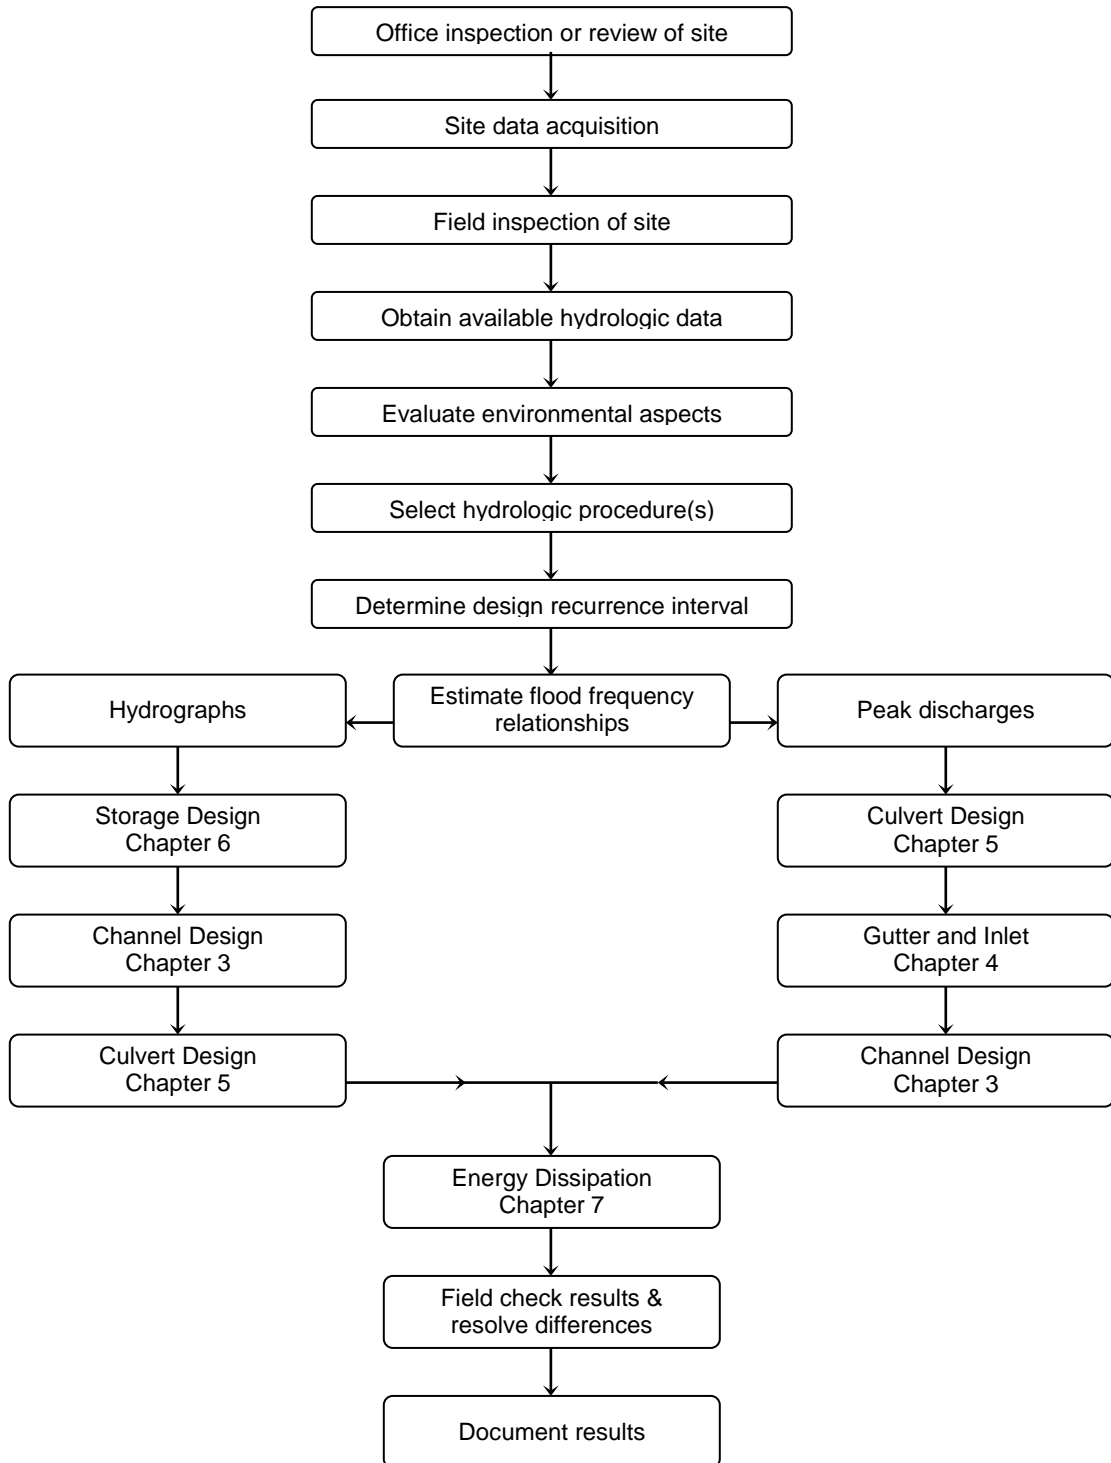 Office inspection or review of site
Site data acquisition
Field inspection of site
Obtain available hydrologic data
Evaluate environmental aspects
Select hydrologic procedure(s)
Determine design recurrence interval
Hydrographs
Estimate flood frequency
relationships
Peak discharges
Storage Design
Chapter 6
Culvert Design
Chapter 5
Channel Design
Chapter 3
Gutter and Inlet
Chapter 4
Culvert Design
Chapter 5
Channel Design
Chapter 3
Energy Dissipation
Chapter 7
Field check results &
resolve differences
Document results